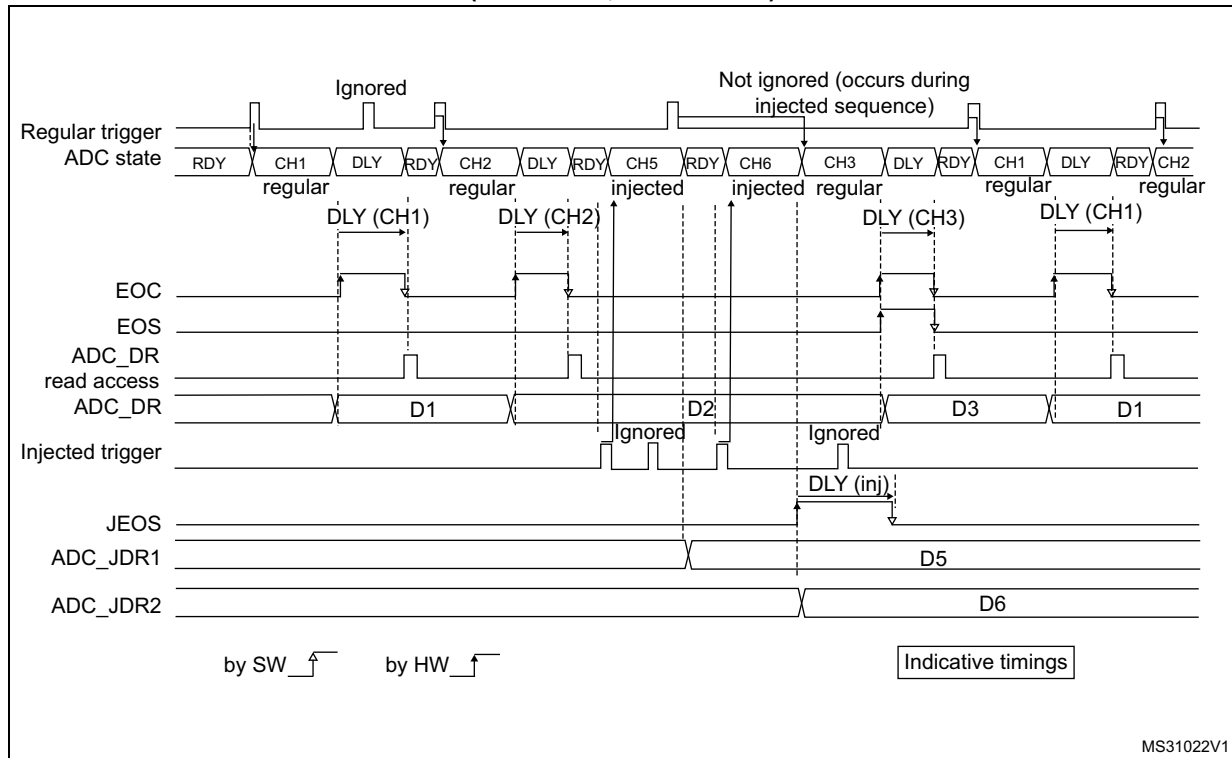 Ignored
Not ignored (occurs during
injected sequence)
Regular trigger
ADC state
RDY CH1 DLY RDY CH2 DLY RDY CH5 RDY CH6 CH3 DLY RDY CH1 DLY RDY CH2
regular regular injected injected regular regular regular
DLY (CH1) DLY (CH2) DLY (CH3) DLY (CH1)
EOC
EOS
ADC_DR
read access
ADC_DR D1 D2 D3 D1
Ignored Ignored
Injected trigger
DLY (inj)
JEOS
ADC_JDR1 D5
ADC_JDR2 D6
by SW by HW Indicative timings
MS31022V1